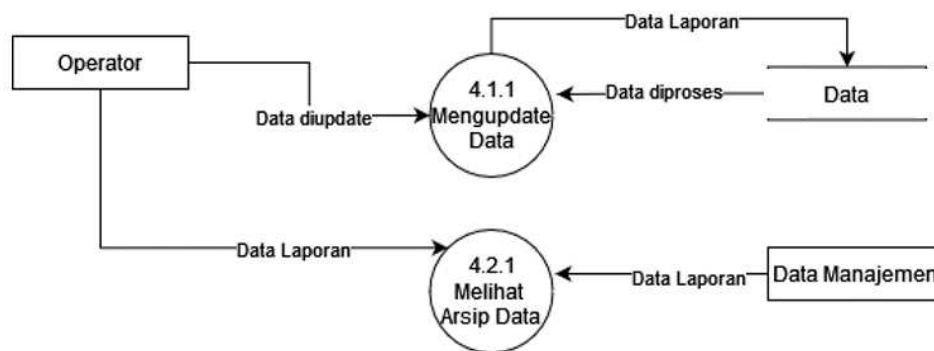 Data Laporan
Operator
4.1.1
Mengupdate
Data
Data diproses
Data
Data diupdate
Data Laporan
4.2.1
Melihat
Arsip Data
Data Laporan
Data Manajemen